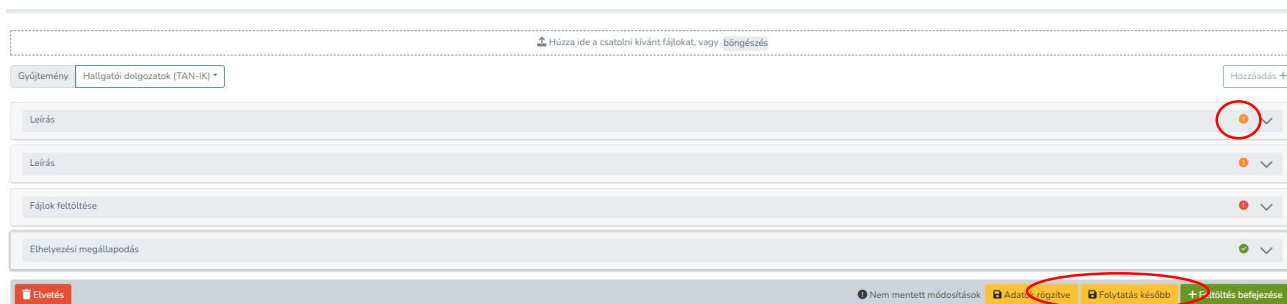 Húzza ide a csatolni kívánt fájlokat, vagy böngészés
Gyűjtemény Hallgatói dolgozatok (TAN-IK) Hozzáadás +
Leírás
Leírás
Fájlok feltöltése
Elhelyezési megállapodás
Elvetés Nem mentett módosítások Adatok rögzítve Folytatás később + Feltöltés befejezése